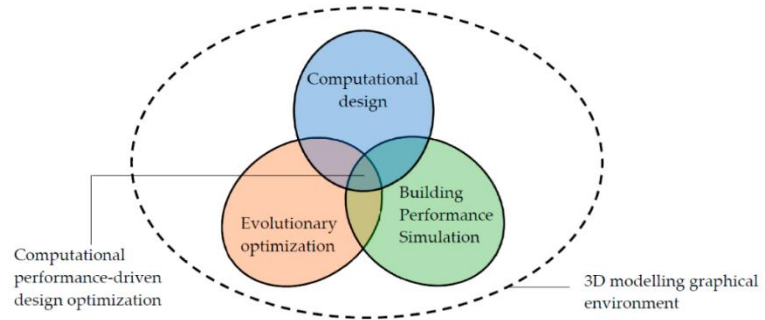 Computational
design
Evolutionary
optimization
Building
Performance
Simulation
Computational
performance-driven
design optimization
3D modelling graphical
environment